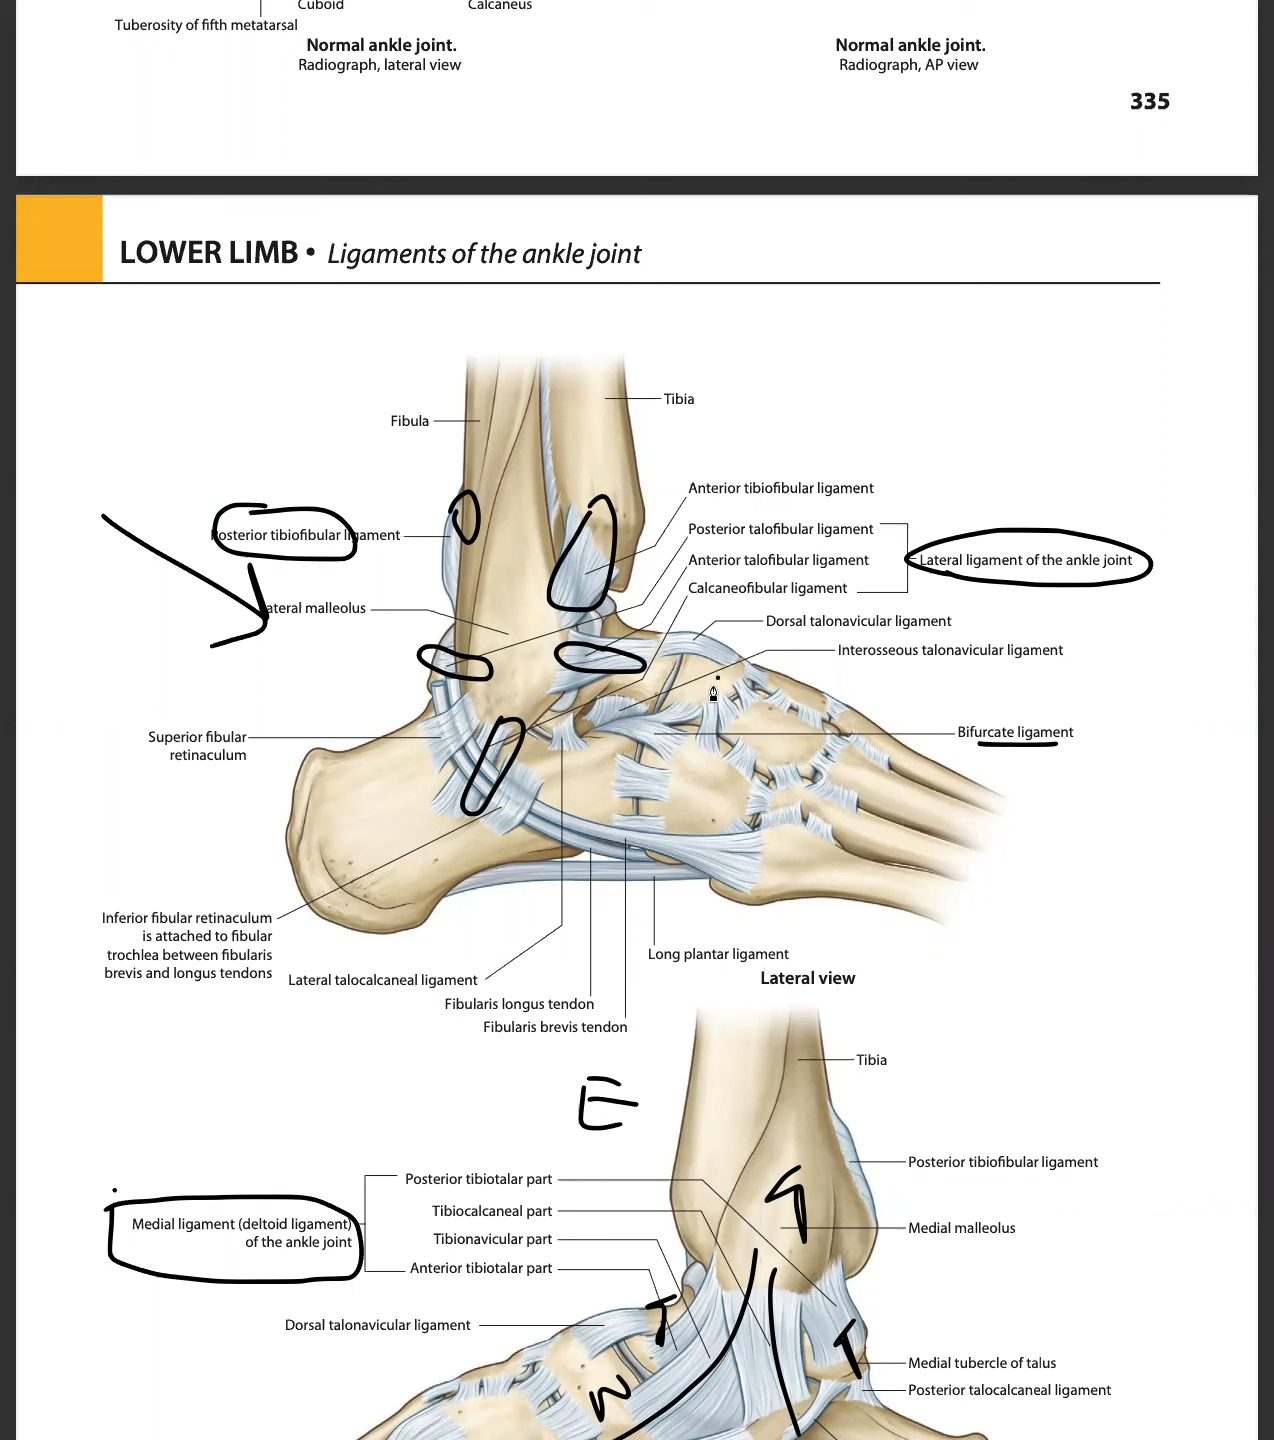 Cuboid
Calcaneus
Tuberosity of fifth metatarsal
Normal ankle joint.
Radiograph, lateral view
Normal ankle joint.
Radiograph, AP view
335
LOWER LIMB • Ligaments of the ankle joint
Tibia
Fibula
Anterior tibiofibular ligament
Posterior talofibular ligament
Posterior tibiofibular ligament
Anterior talofibular ligament
Lateral ligament of the ankle joint
Calcaneofibular ligament
Lateral malleolus
Dorsal talonavicular ligament
Interosseous talonavicular ligament
Bifurcate ligament
Superior fibular
retinaculum
Inferior fibular retinaculum
is attached to fibular
trochlea between fibularis
brevis and longus tendons
Long plantar ligament
Lateral talocalcaneal ligament
Lateral view
Fibularis longus tendon
Fibularis brevis tendon
Tibia
E
Posterior tibiofibular ligament
Posterior tibiotalar part
Tibiocalcaneal part
Medial ligament (deltoid ligament)
of the ankle joint
Medial malleolus
Tibionavicular part
Anterior tibiotalar part
T
Dorsal talonavicular ligament
T
Medial tubercle of talus
Posterior talocalcaneal ligament
N